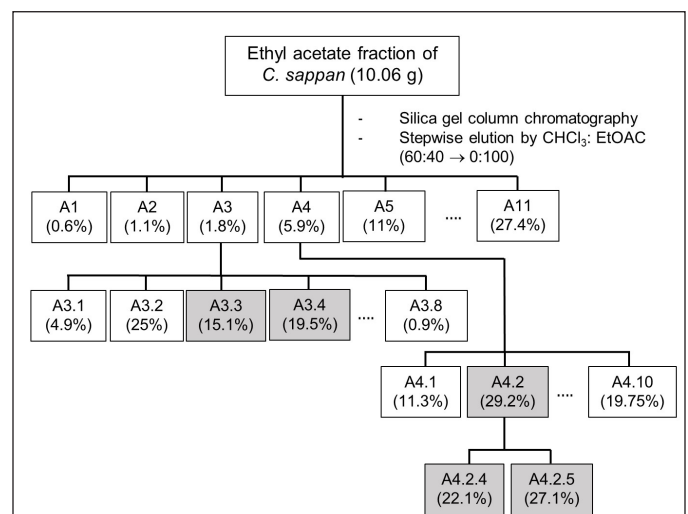 Ethyl acetate fraction of
C. sappan (10.06 g)
- Silica gel column chromatography
- Stepwise elution by CHCl₃: EtOAC
(60:40 → 0:100)
A1 A2 A3 A4 A5 .... A11
(0.6%) (1.1%) (1.8%) (5.9%) (11%) (27.4%)
A3.1 A3.2 A3.3 A3.4 .... A3.8
(4.9%) (25%) (15.1%) (19.5%) (0.9%)
A4.1 A4.2 .... A4.10
(11.3%) (29.2%) (19.75%)
A4.2.4 A4.2.5
(22.1%) (27.1%)